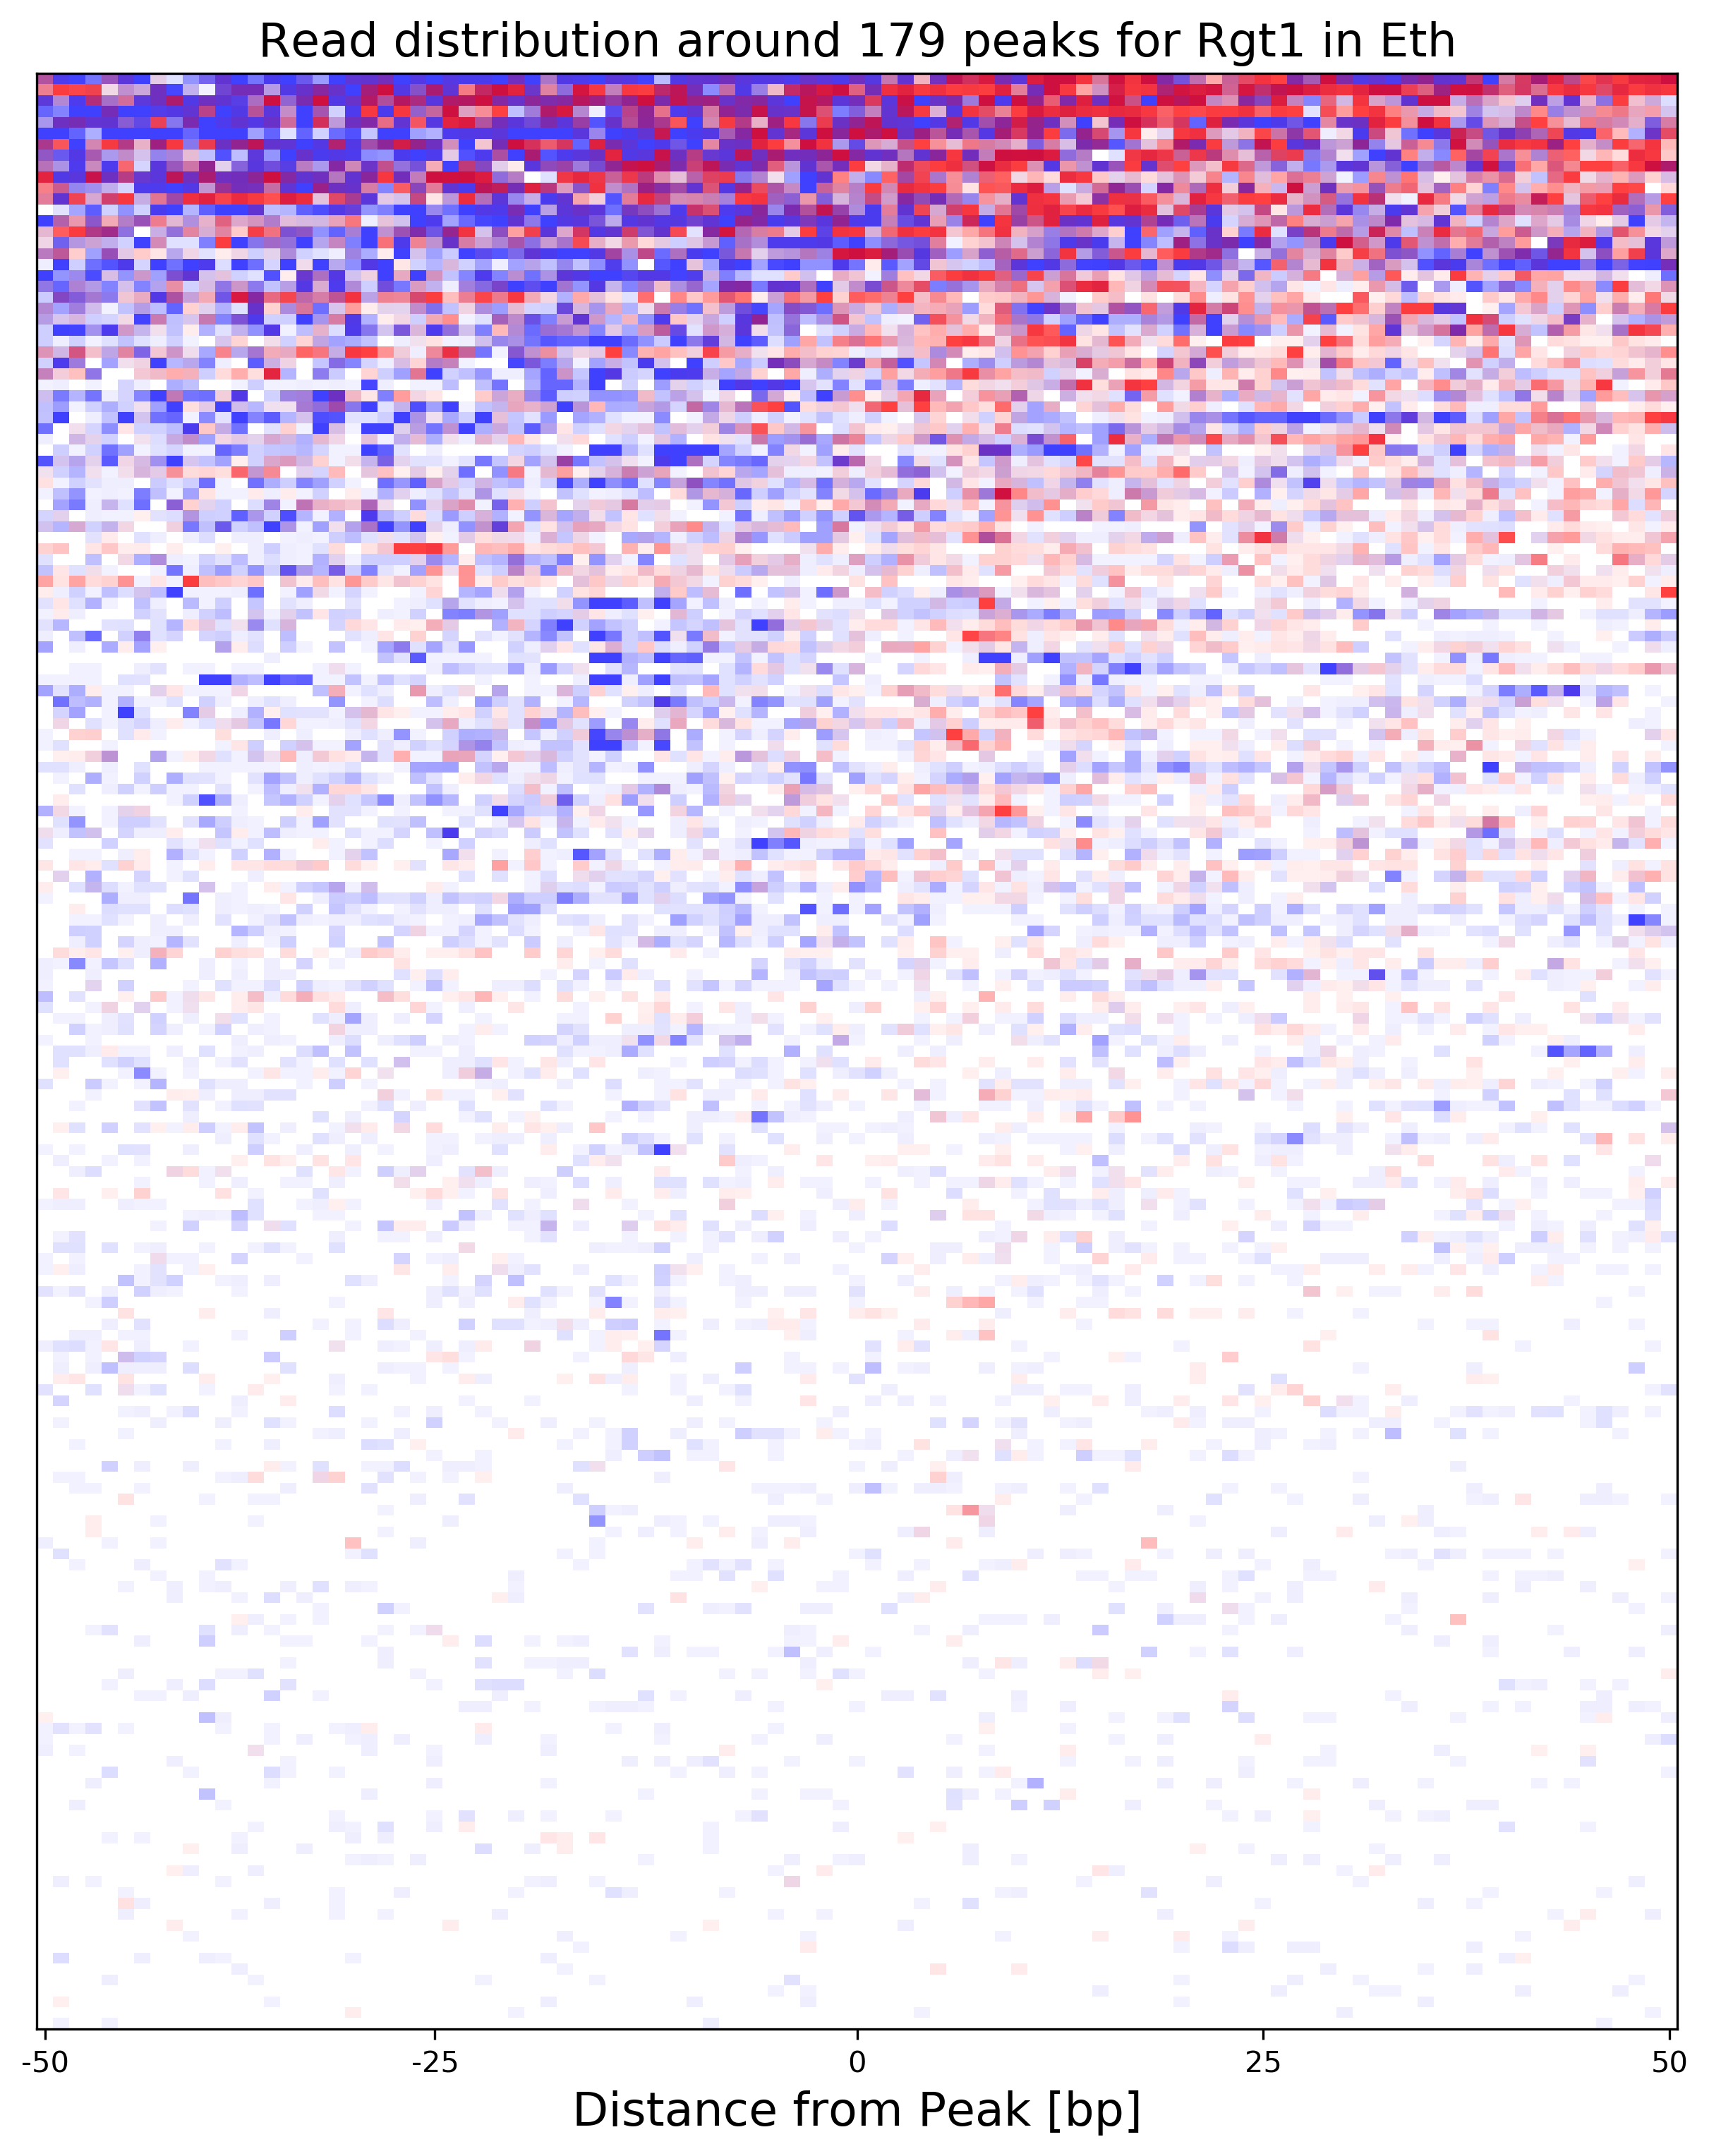 Read distribution around 179 peaks for Rgt1 in Eth
-50 -25 0 25 50
Distance from Peak [bp]